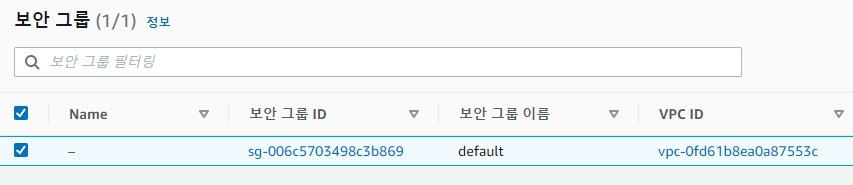 보안 그룹 (1/1) 정보
보안 그룹 필터링
Name 보안 그룹 ID 보안 그룹 이름 VPC ID
– sg-006c5703498c3b869 default vpc-0fd61b8ea0a87553c